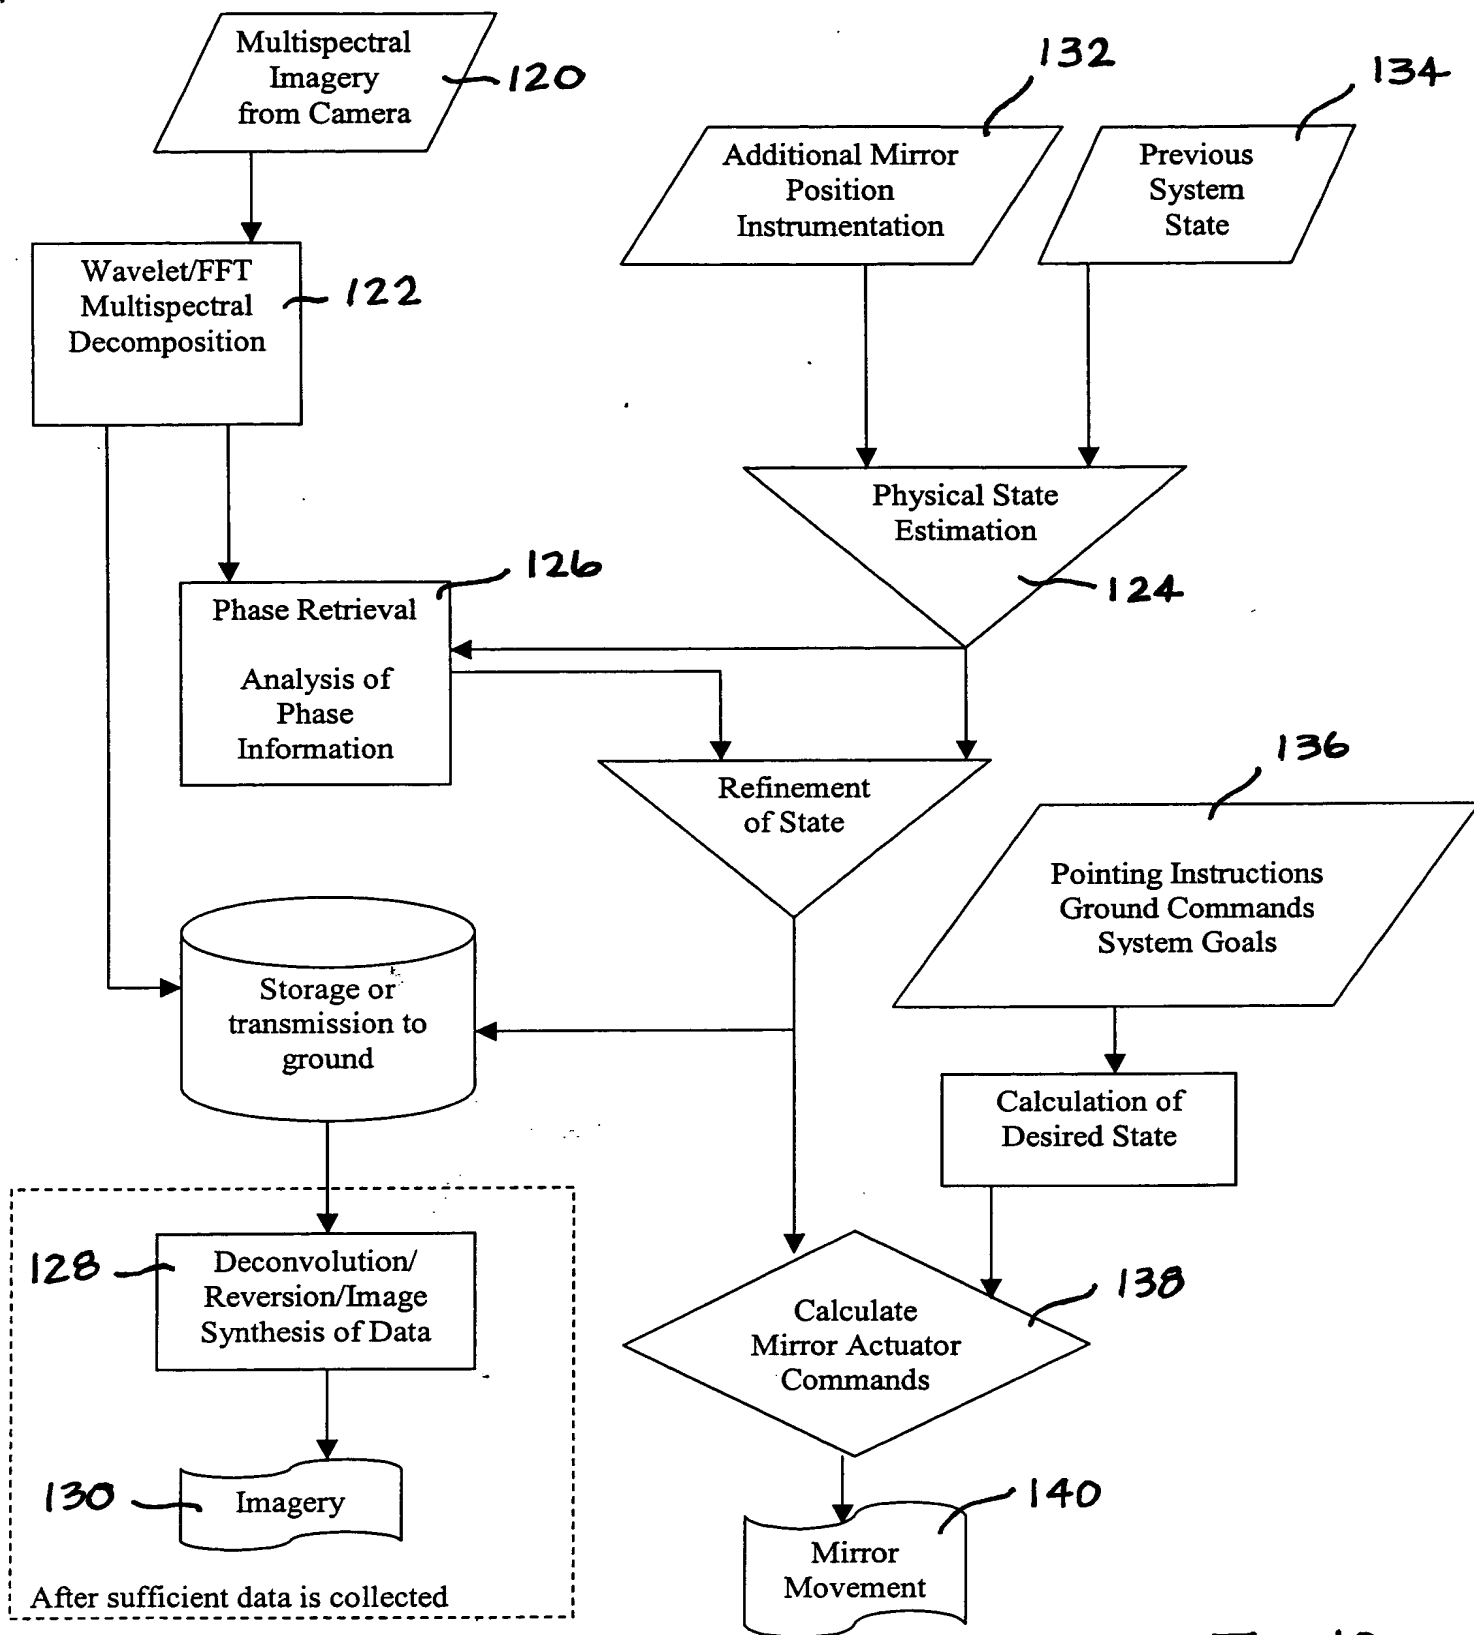 Multispectral
Imagery
from Camera
120
132
134
Additional Mirror
Position
Instrumentation
Previous
System
State
Wavelet/FFT
Multispectral
Decomposition
122
Physical State
Estimation
124
126
Phase Retrieval
Analysis of
Phase
Information
Refinement
of State
136
Pointing Instructions
Ground Commands
System Goals
Storage or
transmission to
ground
Calculation of
Desired State
128
Deconvolution/
Reversion/Image
Synthesis of Data
138
Calculate
Mirror Actuator
Commands
130
Imagery
140
Mirror
Movement
After sufficient data is collected